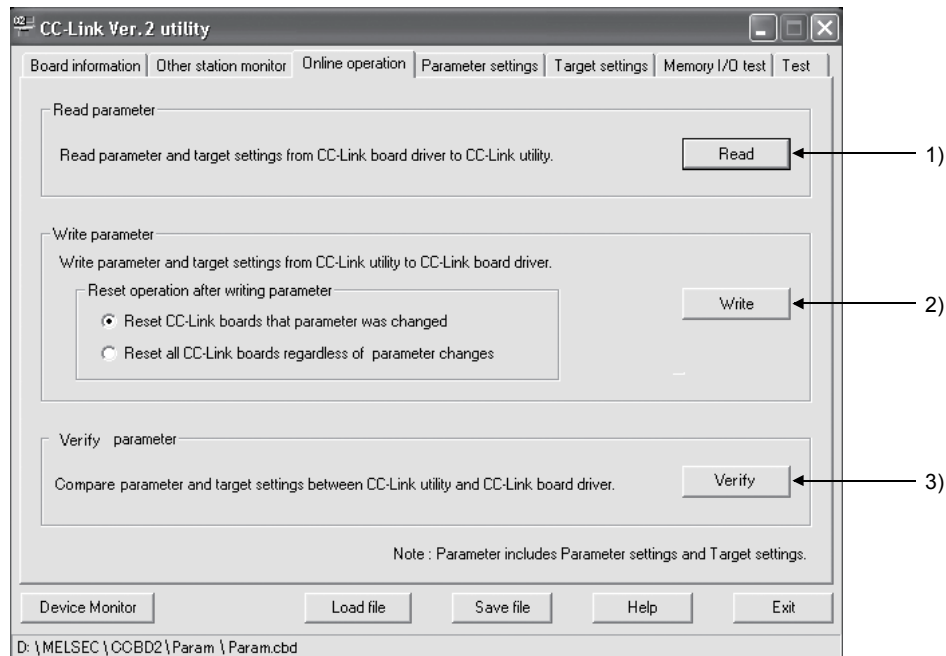 CC-Link Ver.2 utility
Board information Other station monitor Online operation Parameter settings Target settings Memory I/O test Test
Read parameter
Read parameter and target settings from CC-Link board driver to CC-Link utility.
Read
1)
Write parameter
Write parameter and target settings from CC-Link utility to CC-Link board driver.
Reset operation after writing parameter
Reset CC-Link boards that parameter was changed
Reset all CC-Link boards regardless of parameter changes
Write
2)
Verify parameter
Compare parameter and target settings between CC-Link utility and CC-Link board driver.
Verify
3)
Note : Parameter includes Parameter settings and Target settings.
Device Monitor Load file Save file Help Exit
D: \MELSEC\CCBD2\Param \Param.cbd